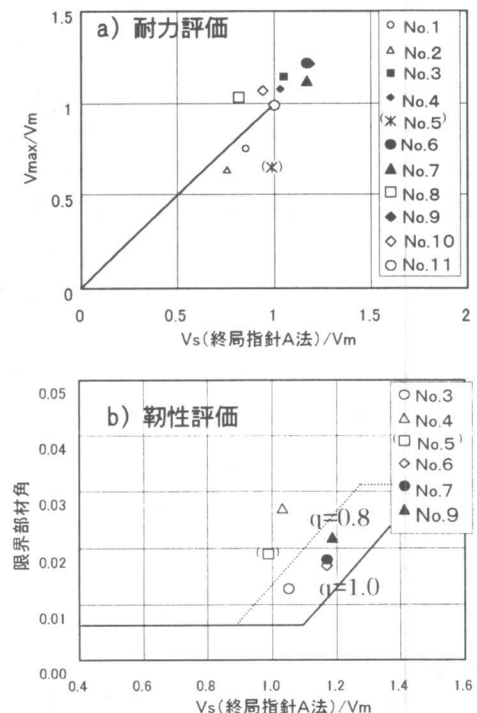 a) 耐力評価
1.5
1
0.5
0
Vmax/Vm
0
0.5
1
1.5
2
Vs(終局指針A法)/Vm
No.1
No.2
No.3
No.4
(No.5)
No.6
No.7
No.8
No.9
No.10
No.11
b) 靭性評価
0.05
0.04
0.03
0.02
0.01
0.00
限界部材角
q=0.8
q=1.0
0.4
0.6
0.8
1.0
1.2
1.4
1.6
Vs(終局指針A法)/Vm
No.3
No.4
(No.5)
No.6
No.7
No.9